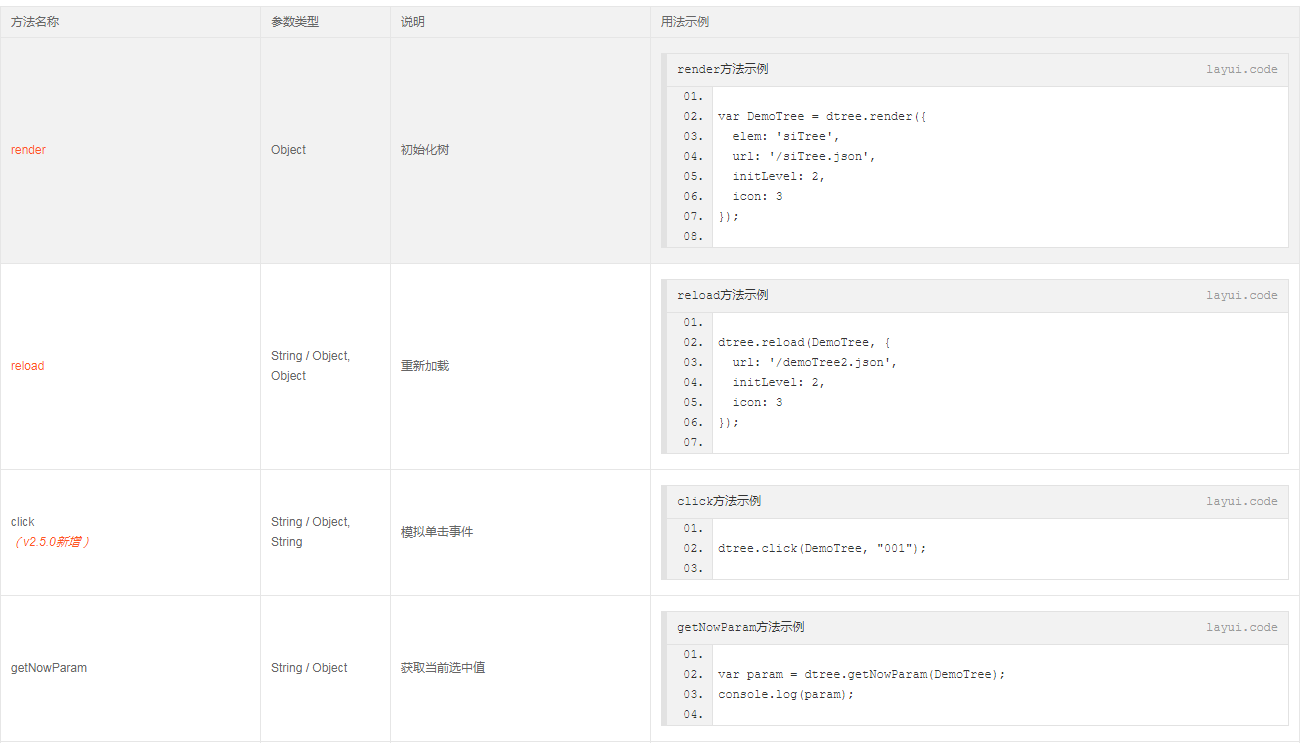 方法名称 参数类型 说明 用法示例
render Object 初始化树
render方法示例 layui.code
01.
02. var DemoTree = dtree.render({
03.   elem: 'siTree',
04.   url: '/siTree.json',
05.   initLevel: 2,
06.   icon: 3
07. });
08.
reload
String / Object,
Object
重新加载
reload方法示例 layui.code
01.
02. dtree.reload(DemoTree, {
03.   url: '/demoTree2.json',
04.   initLevel: 2,
05.   icon: 3
06. });
07.
click
（v2.5.0新增）
String / Object,
String
模拟单击事件
click方法示例 layui.code
01.
02. dtree.click(DemoTree, "001");
03.
getNowParam String / Object 获取当前选中值
getNowParam方法示例 layui.code
01.
02. var param = dtree.getNowParam(DemoTree);
03. console.log(param);
04.